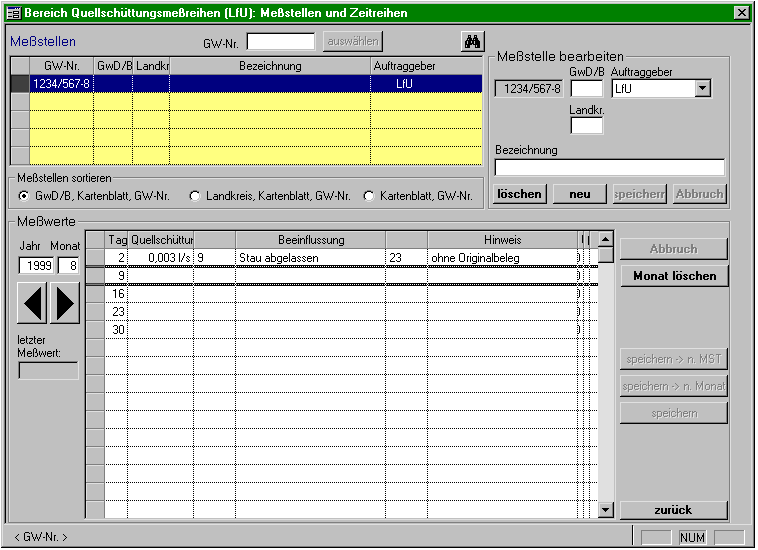 Bereich Quellschüttungsmeßreihen (LfU): Meßstellen und Zeitreihen
Meßstellen
GW-Nr.
auswählen
GW-Nr. GwD/B Landkr Bezeichnung Auftraggeber
1234/567-8 LfU
Meßstelle bearbeiten
GwD/B Auftraggeber
1234/567-8 LfU
Landkr.
Bezeichnung
löschen neu speichern Abbruch
Meßstellen sortieren
GwD/B, Kartenblatt, GW-Nr. Landkreis, Kartenblatt, GW-Nr. Kartenblatt, GW-Nr.
Meßwerte
Jahr Monat
1999 8
letzter
Meßwert:
Tag Quellschüttur Beeinflussung Hinweis
2 0,003 l/s 9 Stau abgelassen 23 ohne Originalbeleg
9
16
23
30
Abbruch
Monat löschen
speichern -> n. MST
speichern -> n. Monat
speichern
zurück
< GW-Nr. >
NUM